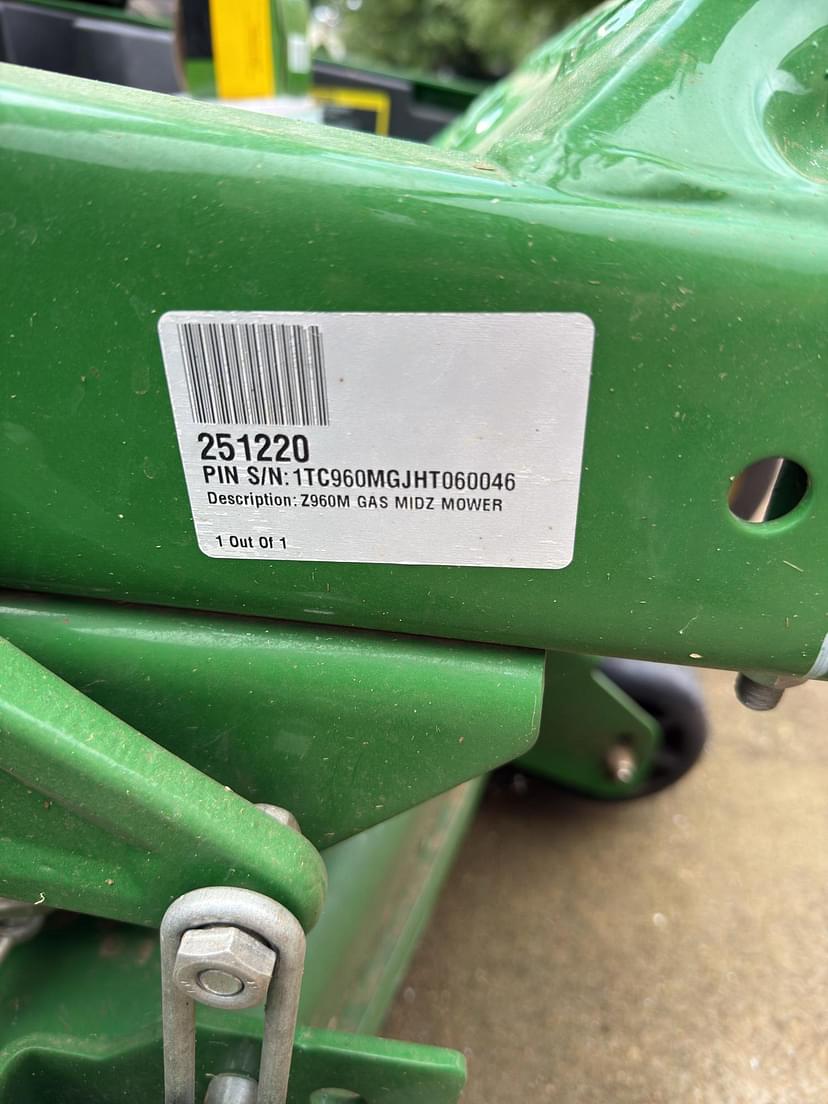 251220
PIN S/N: 1TC960MGJHT060046
Description: Z960M GAS MIDZ MOWER
1 Out Of 1